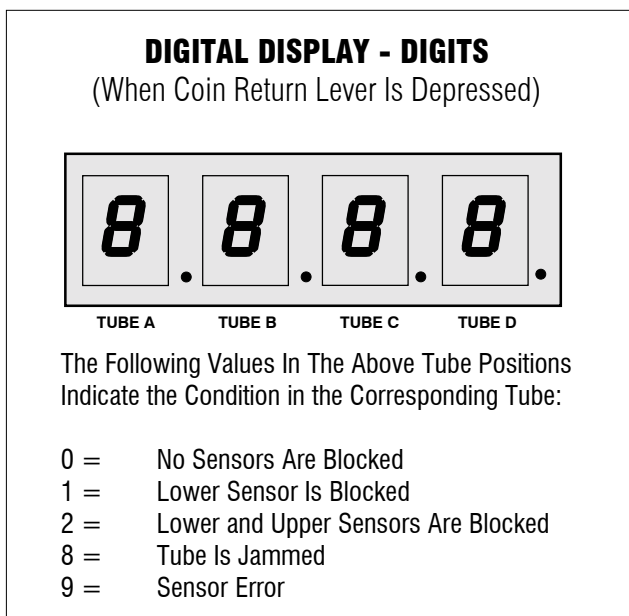 DIGITAL DISPLAY - DIGITS
(When Coin Return Lever Is Depressed)
8. 8. 8. 8.
TUBE A TUBE B TUBE C TUBE D
The Following Values In The Above Tube Positions
Indicate the Condition in the Corresponding Tube:
0 = No Sensors Are Blocked
1 = Lower Sensor Is Blocked
2 = Lower and Upper Sensors Are Blocked
8 = Tube Is Jammed
9 = Sensor Error